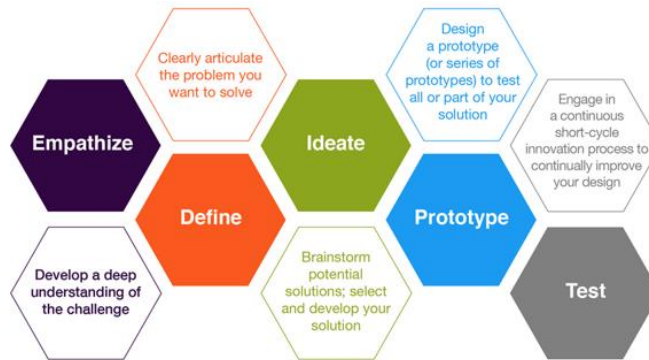 Empathize
Develop a deep
understanding of
the challenge
Clearly articulate
the problem you
want to solve
Define
Ideate
Brainstorm
potential
solutions; select
and develop your
solution
Design
a prototype
(or series of
prototypes) to test
all or part of your
solution
Prototype
Engage in
a continuous
short-cycle
innovation process to
continually improve
your design
Test